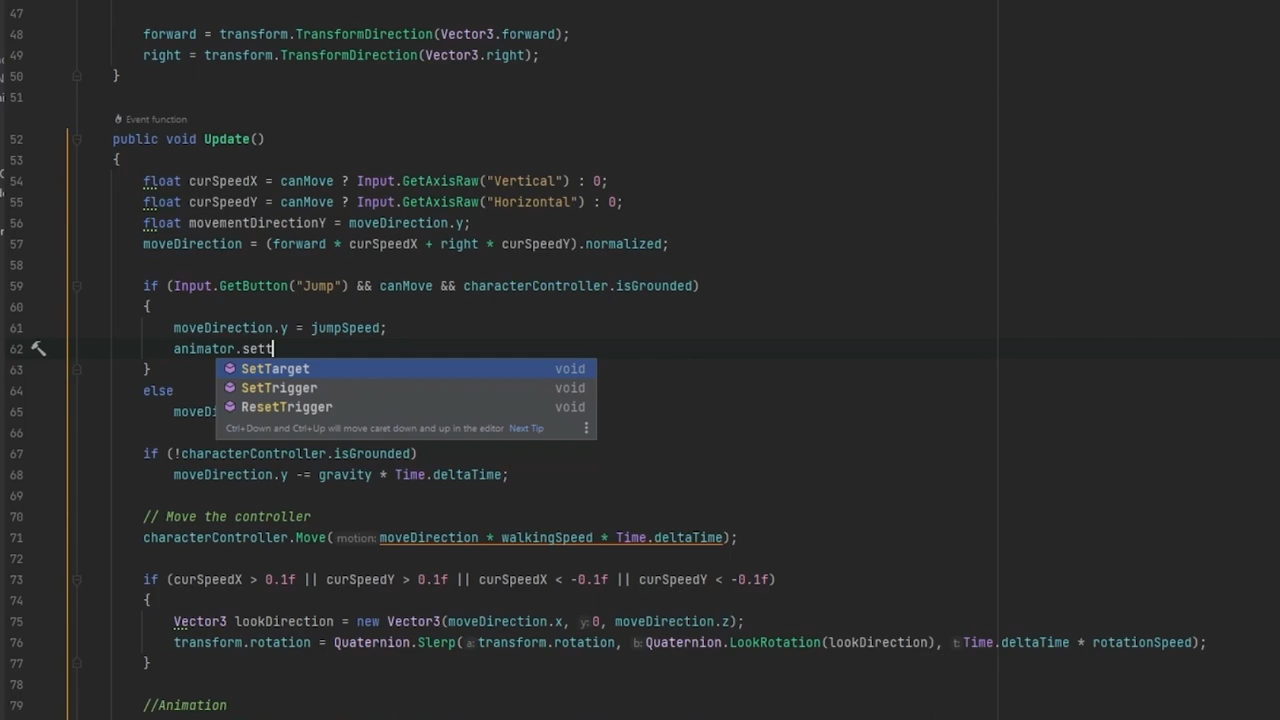 47
48 forward = transform.TransformDirection(Vector3.forward);
49 right = transform.TransformDirection(Vector3.right);
50 }
51
Event function
52 public void Update()
53 {
54 float curSpeedX = canMove ? Input.GetAxisRaw("Vertical") : 0;
55 float curSpeedY = canMove ? Input.GetAxisRaw("Horizontal") : 0;
56 float movementDirectionY = moveDirection.y;
57 moveDirection = (forward * curSpeedX + right * curSpeedY).normalized;
58
59 if (Input.GetButton("Jump") && canMove && characterController.isGrounded)
60 {
61 moveDirection.y = jumpSpeed;
62 animator.sett
63 }
SetTarget void
SetTrigger void
ResetTrigger void
Ctrl+Down and Ctrl+Up will move caret down and up in the editor Next Tip
64 else
65 moveDi
66
67 if (!characterController.isGrounded)
68 moveDirection.y -= gravity * Time.deltaTime;
69
70 // Move the controller
71 characterController.Move( motion: moveDirection * walkingSpeed * Time.deltaTime);
72
73 if (curSpeedX > 0.1f || curSpeedY > 0.1f || curSpeedX < -0.1f || curSpeedY < -0.1f)
74 {
75 Vector3 lookDirection = new Vector3(moveDirection.x, y: 0, moveDirection.z);
76 transform.rotation = Quaternion.Slerp( a: transform.rotation, b: Quaternion.LookRotation(lookDirection), t: Time.deltaTime * rotationSpeed);
77 }
78
79 //Animation